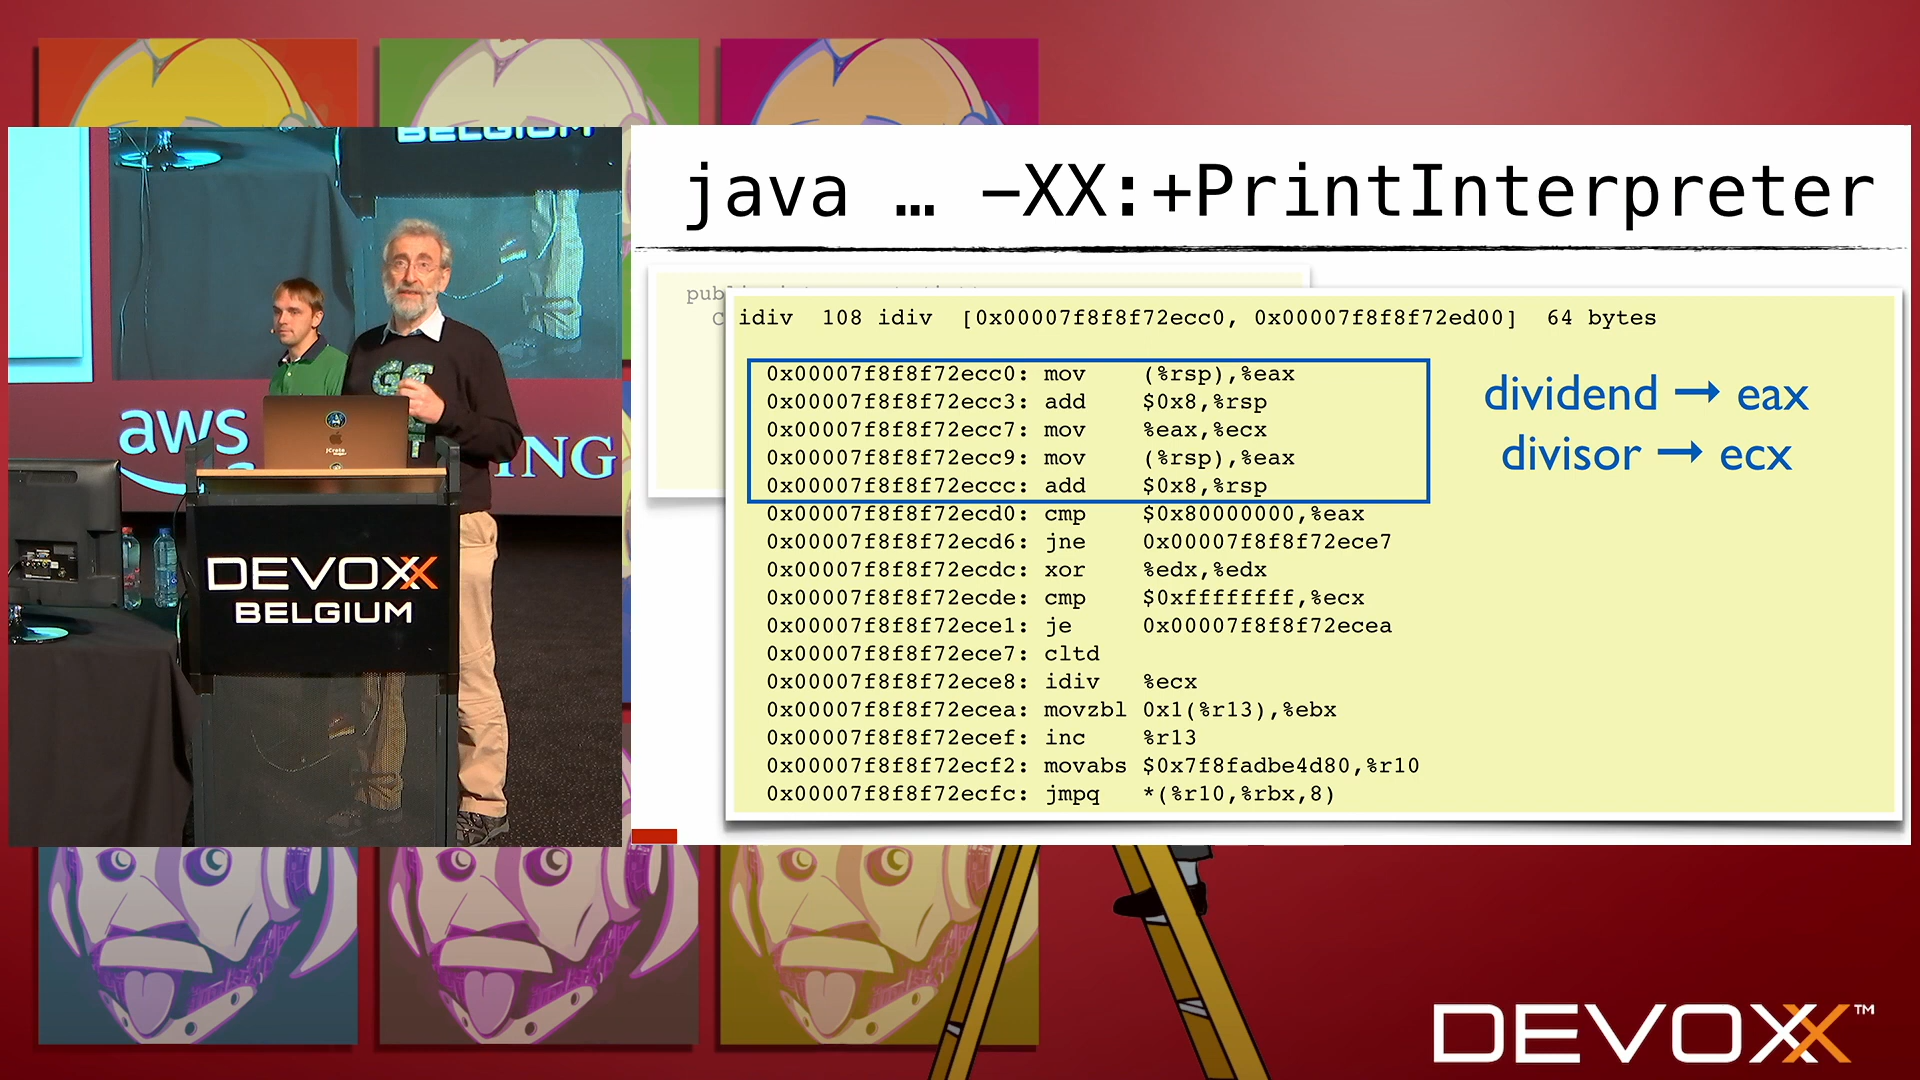 BELGIUM
aws
ING
DEVOXX
BELGIUM
java … -XX:+PrintInterpreter
idiv  108 idiv  [0x00007f8f8f72ecc0, 0x00007f8f8f72ed00]  64 bytes
0x00007f8f8f72ecc0: mov    (%rsp),%eax
0x00007f8f8f72ecc3: add    $0x8,%rsp
0x00007f8f8f72ecc7: mov    %eax,%ecx
0x00007f8f8f72ecc9: mov    (%rsp),%eax
0x00007f8f8f72eccc: add    $0x8,%rsp
dividend → eax
divisor → ecx
0x00007f8f8f72ecd0: cmp    $0x80000000,%eax
0x00007f8f8f72ecd6: jne    0x00007f8f8f72ece7
0x00007f8f8f72ecdc: xor    %edx,%edx
0x00007f8f8f72ecde: cmp    $0xffffffff,%ecx
0x00007f8f8f72ece1: je     0x00007f8f8f72ecea
0x00007f8f8f72ece7: cltd
0x00007f8f8f72ece8: idiv   %ecx
0x00007f8f8f72ecea: movzbl 0x1(%r13),%ebx
0x00007f8f8f72ecef: inc    %r13
0x00007f8f8f72ecf2: movabs $0x7f8fadbe4d80,%r10
0x00007f8f8f72ecfc: jmpq   *(%r10,%rbx,8)
DEVOXX™